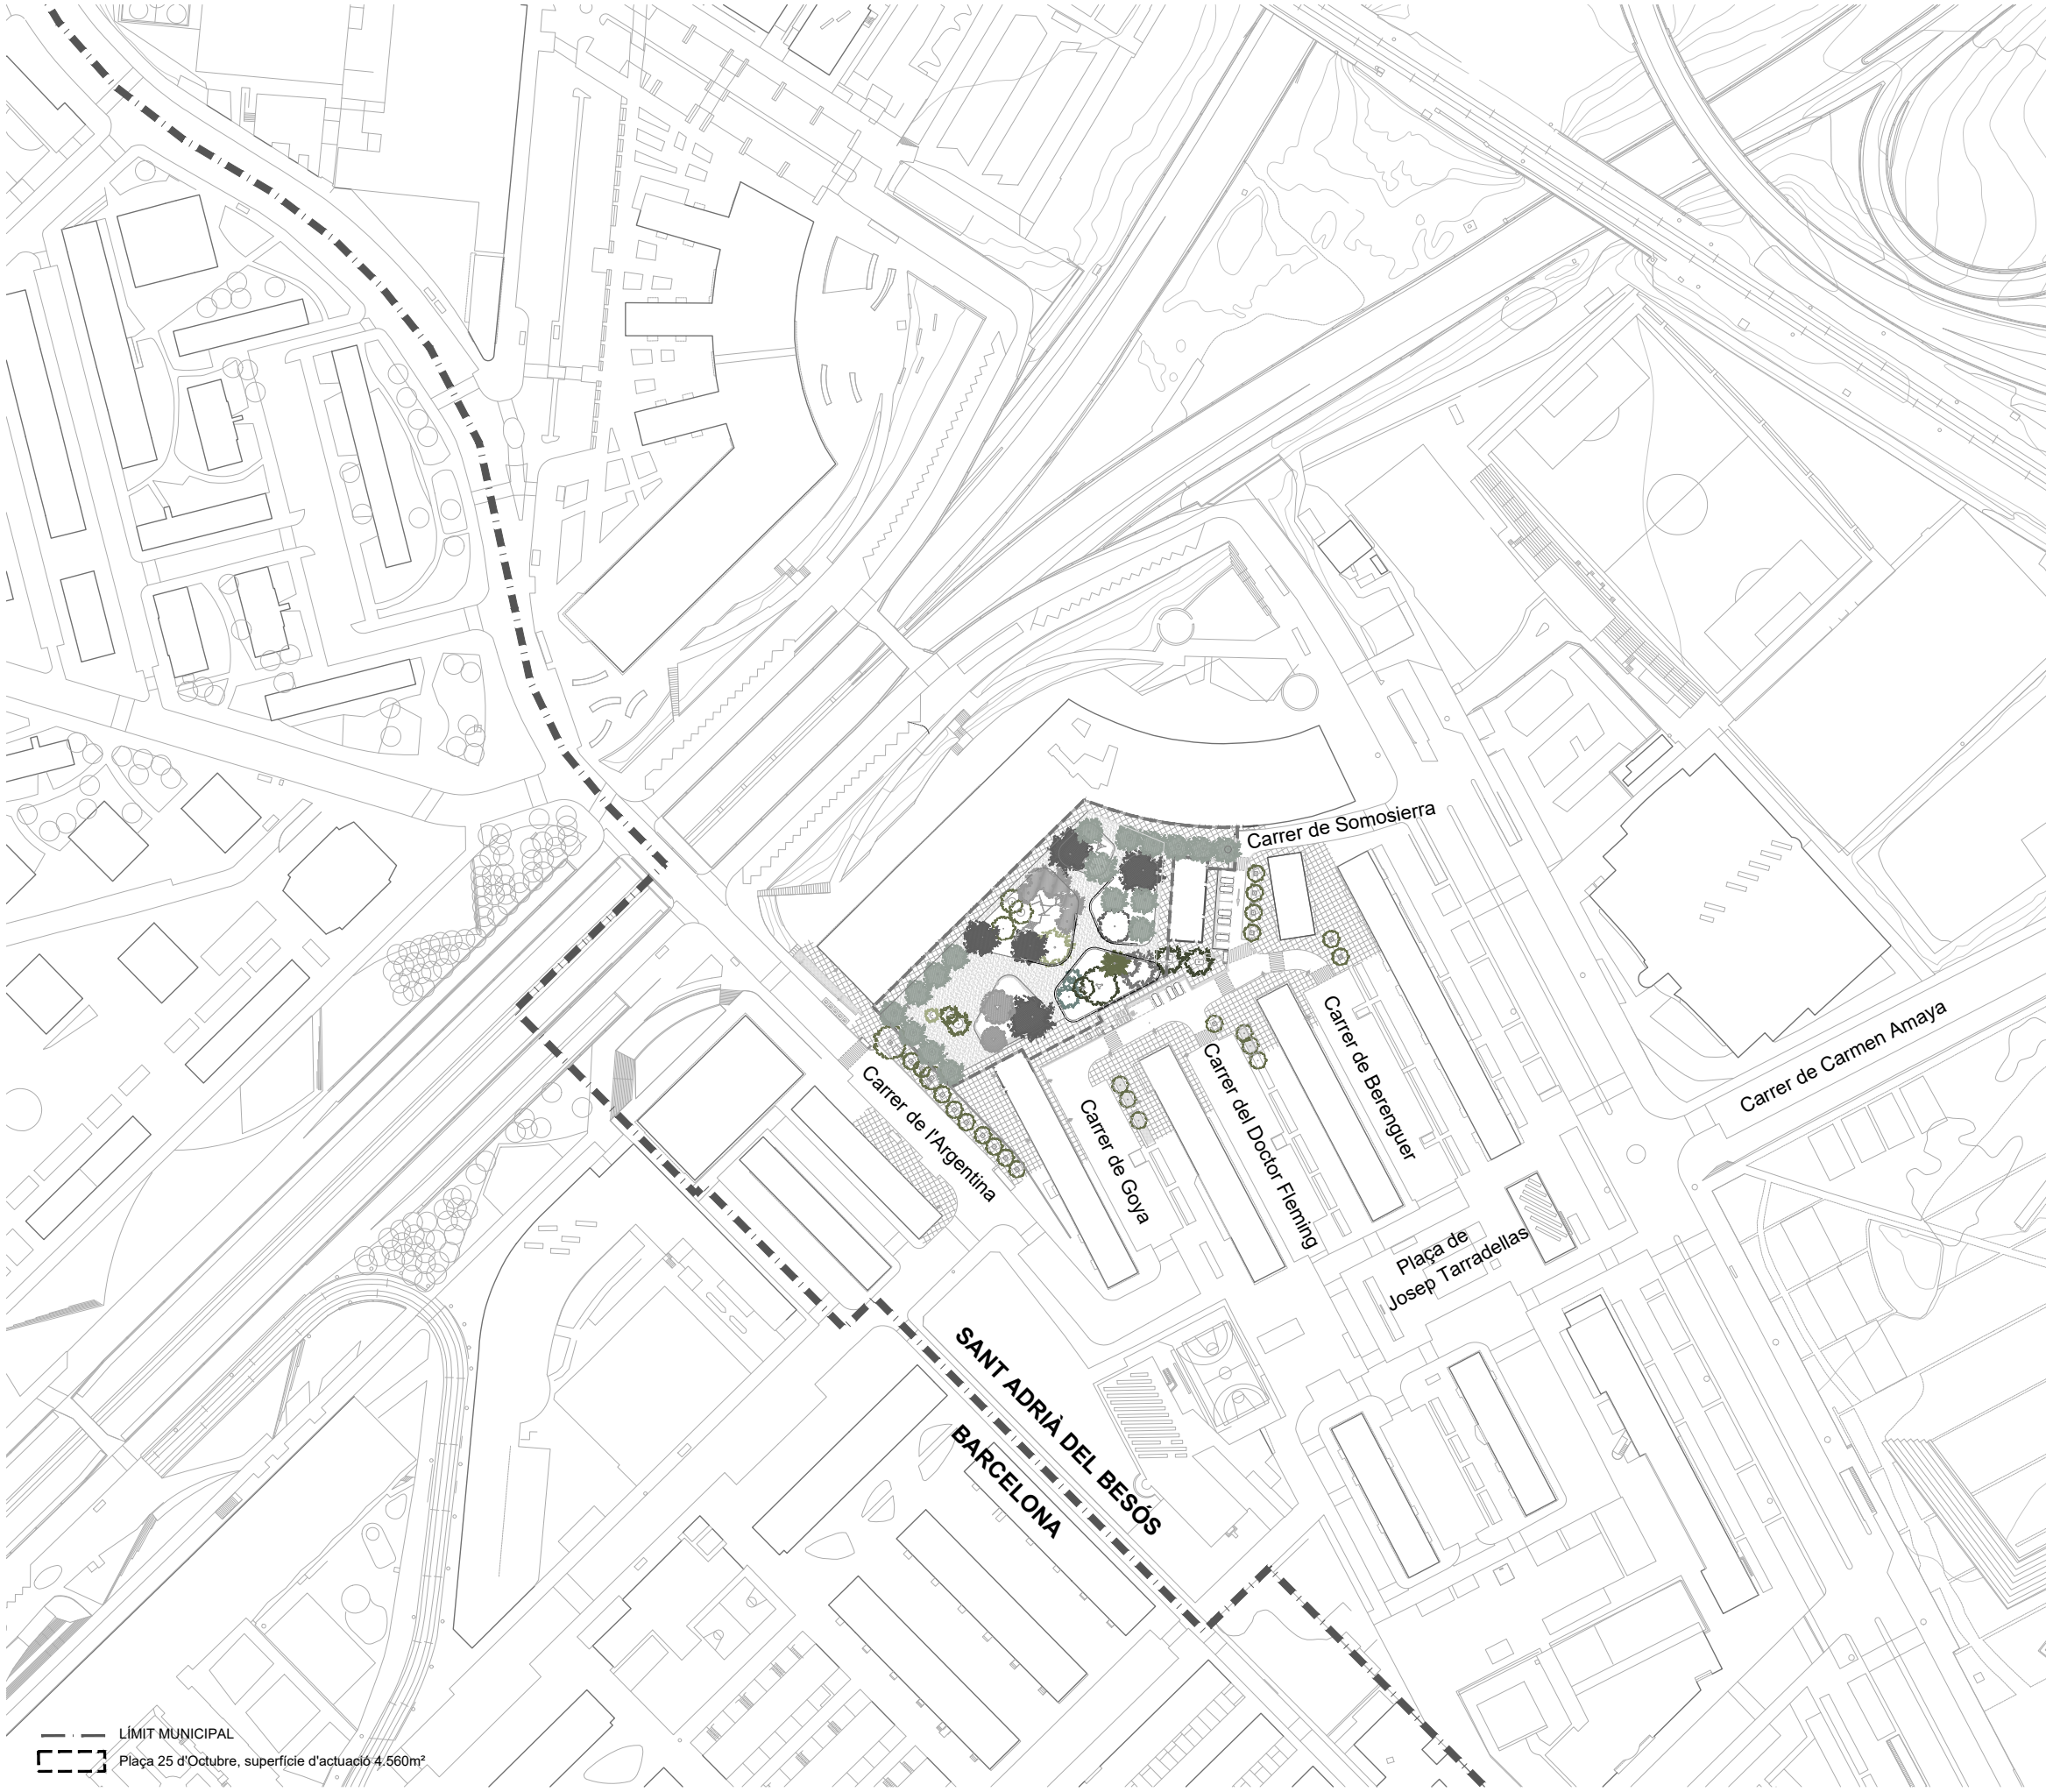 Carrer de Somosierra
Carrer de Carmen Amaya
Carrer de Berenguer
Carrer del Doctor Fleming
Carrer de Goya
Carrer de l'Argentina
Plaça de
Josep Tarradellas
SANT ADRIÀ DEL BESÓS
BARCELONA
LÍMIT MUNICIPAL
Plaça 25 d'Octubre, superfície d'actuació 4.560m²